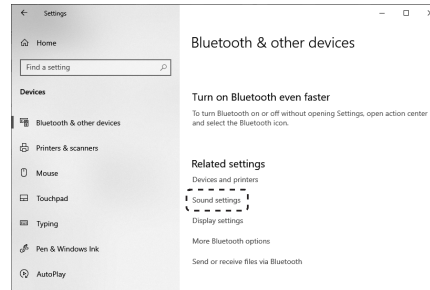 Settings
Home
Find a setting
Devices
Bluetooth & other devices
Printers & scanners
Mouse
Touchpad
Typing
Pen & Windows Ink
AutoPlay
Bluetooth & other devices
Turn on Bluetooth even faster
To turn Bluetooth on or off without opening Settings, open action center
and select the Bluetooth icon.
Related settings
Devices and printers
Sound settings
Display settings
More Bluetooth options
Send or receive files via Bluetooth